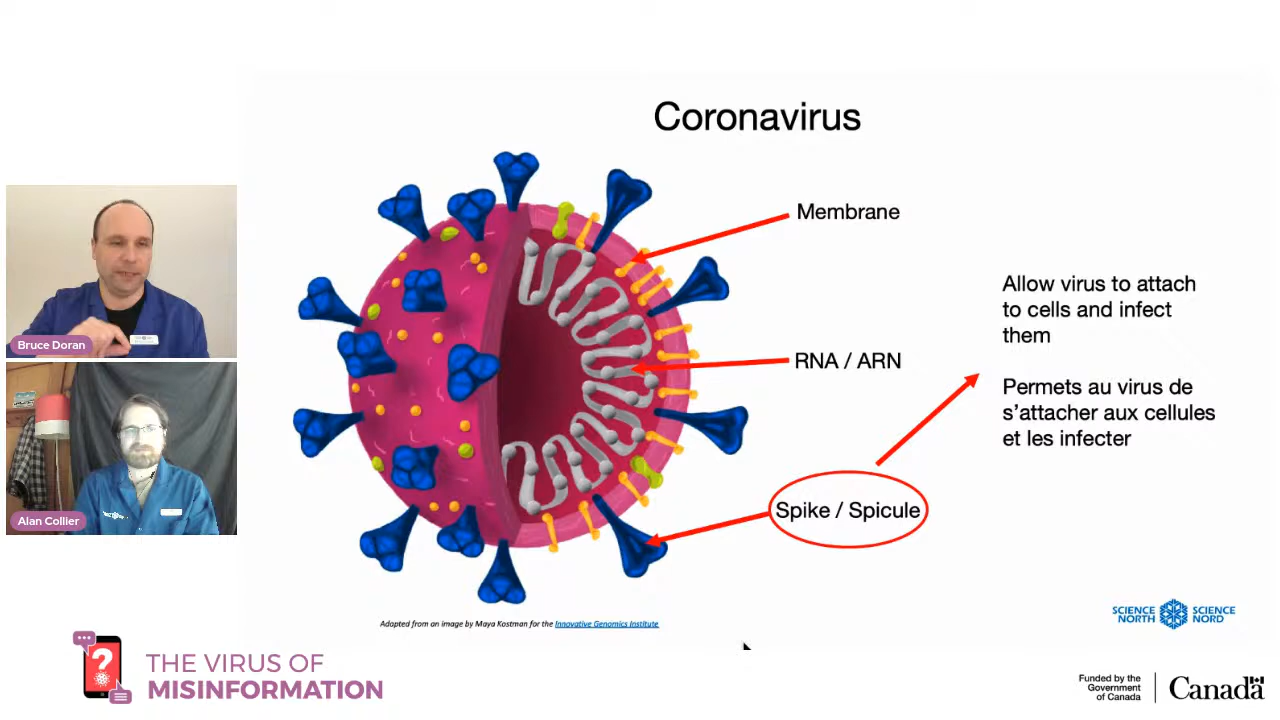 Coronavirus
Membrane
RNA / ARN
Spike / Spicule
Allow virus to attach
to cells and infect
them
Permets au virus de
s’attacher aux cellules
et les infecter
Bruce Doran
Alan Collier
Adapted from an image by Maya Kostman for the Innovative Genomics Institute
SCIENCE NORTH
SCIENCE NORD
?
THE VIRUS OF
MISINFORMATION
Funded by the
Government
of Canada
Canada